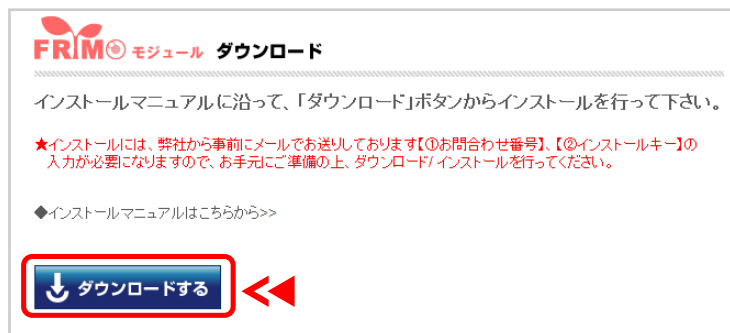 FRIMO モジュール ダウンロード
インストールマニュアルに沿って、「ダウンロード」ボタンからインストールを行って下さい。
★インストールには、弊社から事前にメールでお送りしております【①お問合わせ番号】、【②インストールキー】の
入力が必要になりますので、お手元にご準備の上、ダウンロード/インストールを行ってください。
◆インストールマニュアルはこちらから>>
ダウンロードする